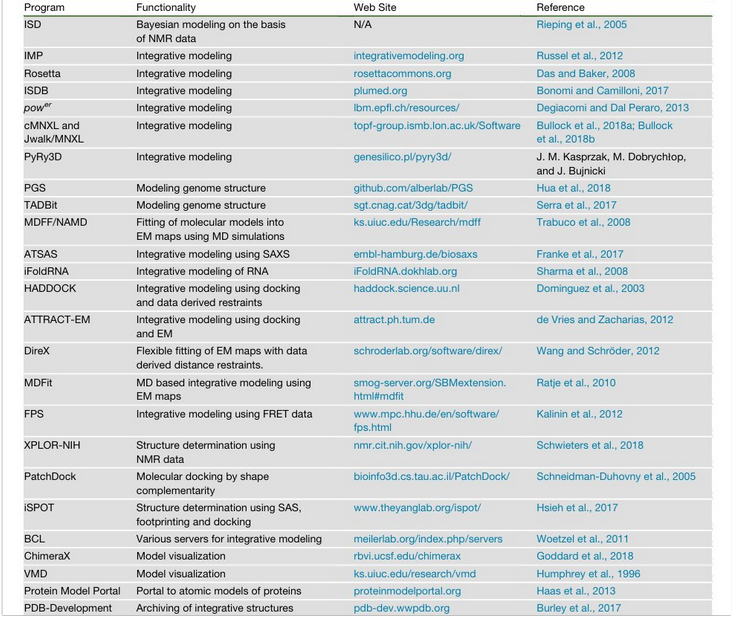 Program Functionality Web Site Reference
ISD Bayesian modeling on the basis N/A Rieping et al., 2005
of NMR data
IMP Integrative modeling integrativemodeling.org Russel et al., 2012
Rosetta Integrative modeling rosettacommons.org Das and Baker, 2008
ISDB Integrative modeling plumed.org Bonomi and Camilloni, 2017
power Integrative modeling lbm.epfl.ch/resources/ Degiacomi and Dal Peraro, 2013
cMNXL and Integrative modeling topf-group.ismb.lon.ac.uk/Software Bullock et al., 2018a; Bullock
Jwalk/MNXL et al., 2018b
PyRy3D Integrative modeling genesilico.pl/pyry3d/ J. M. Kasprzak, M. Dobrychłop,
and J. Bujnicki
PGS Modeling genome structure github.com/alberlab/PGS Hua et al., 2018
TADBit Modeling genome structure sgt.cnag.cat/3dg/tadbit/ Serra et al., 2017
MDFF/NAMD Fitting of molecular models into ks.uiuc.edu/Research/mdff Trabuco et al., 2008
EM maps using MD simulations
ATSAS Integrative modeling using SAXS embl-hamburg.de/biosaxs Franke et al., 2017
iFoldRNA Integrative modeling of RNA iFoldRNA.dokhlab.org Sharma et al., 2008
HADDOCK Integrative modeling using docking haddock.science.uu.nl Dominguez et al., 2003
and data derived restraints
ATTRACT-EM Integrative modeling using docking attract.ph.tum.de de Vries and Zacharias, 2012
and EM
DireX Flexible fitting of EM maps with data schroderlab.org/software/direx/ Wang and Schröder, 2012
derived distance restraints.
MDFit MD based integrative modeling using smog-server.org/SBMextension. Ratje et al., 2010
EM maps html#mdfit
FPS Integrative modeling using FRET data www.mpc.hhu.de/en/software/ Kalinin et al., 2012
fps.html
XPLOR-NIH Structure determination using nmr.cit.nih.gov/xplor-nih/ Schwieters et al., 2018
NMR data
PatchDock Molecular docking by shape bioinfo3d.cs.tau.ac.il/PatchDock/ Schneidman-Duhovny et al., 2005
complementarity
iSPOT Structure determination using SAS, www.theyanglab.org/ispot/ Hsieh et al., 2017
footprinting and docking
BCL Various servers for integrative modeling meilerlab.org/index.php/servers Woetzel et al., 2011
ChimeraX Model visualization rbvi.ucsf.edu/chimerax Goddard et al., 2018
VMD Model visualization ks.uiuc.edu/research/vmd Humphrey et al., 1996
Protein Model Portal Portal to atomic models of proteins proteinmodelportal.org Haas et al., 2013
PDB-Development Archiving of integrative structures pdb-dev.wwpdb.org Burley et al., 2017